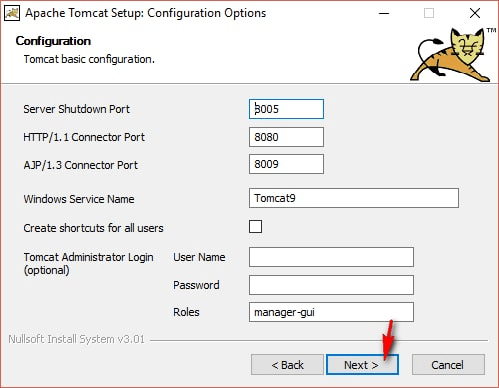 Apache Tomcat Setup: Configuration Options
Configuration
Tomcat basic configuration.
TM
Server Shutdown Port 8005
HTTP/1.1 Connector Port 8080
AJP/1.3 Connector Port 8009
Windows Service Name Tomcat9
Create shortcuts for all users
Tomcat Administrator Login User Name
(optional)
Password
Roles manager-gui
Nullsoft Install System v3.01
< Back Next > Cancel